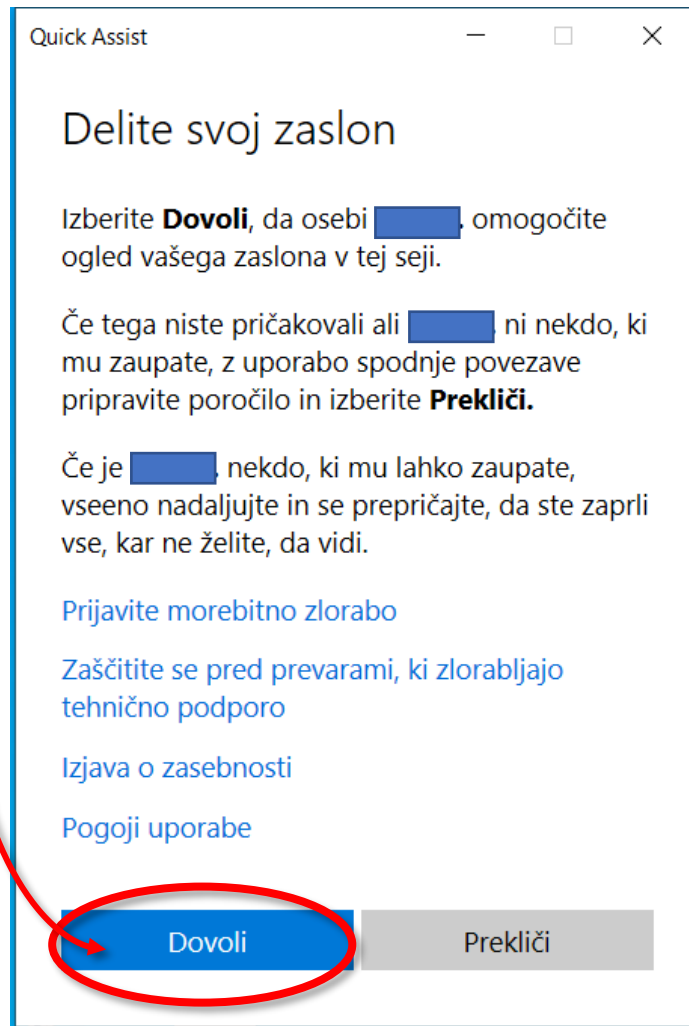 Quick Assist
Delite svoj zaslon
Izberite Dovoli, da osebi . omogočite
ogled vašega zaslona v tej seji.
Če tega niste pričakovali ali ni nekdo, ki
mu zaupate, z uporabo spodnje povezave
pripravite poročilo in izberite Prekliči.
Če je nekdo, ki mu lahko zaupate,
vseeno nadaljujte in se prepričajte, da ste zaprli
vse, kar ne želite, da vidi.
Prijavite morebitno zlorabo
Zaščitite se pred prevarami, ki zlorabljajo
tehnično podporo
Izjava o zasebnosti
Pogoji uporabe
Dovoli
Prekliči